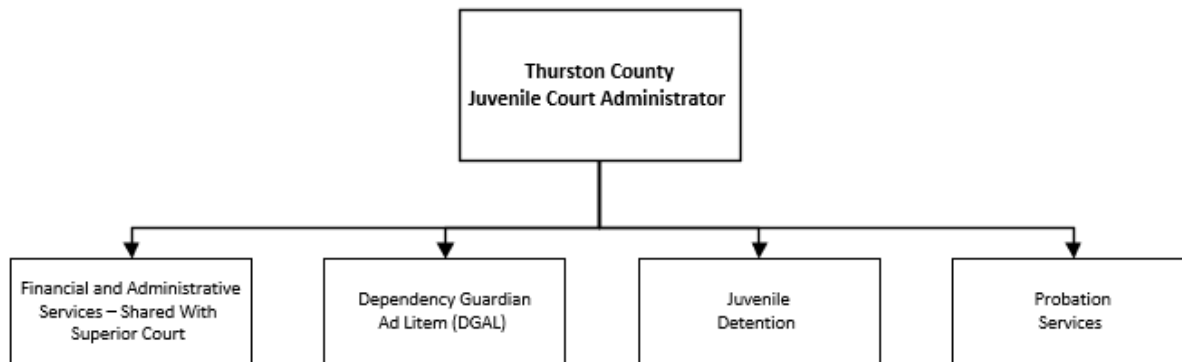 Thurston County
Juvenile Court Administrator
Financial and Administrative
Services – Shared With
Superior Court
Dependency Guardian
Ad Litem (DGAL)
Juvenile
Detention
Probation
Services